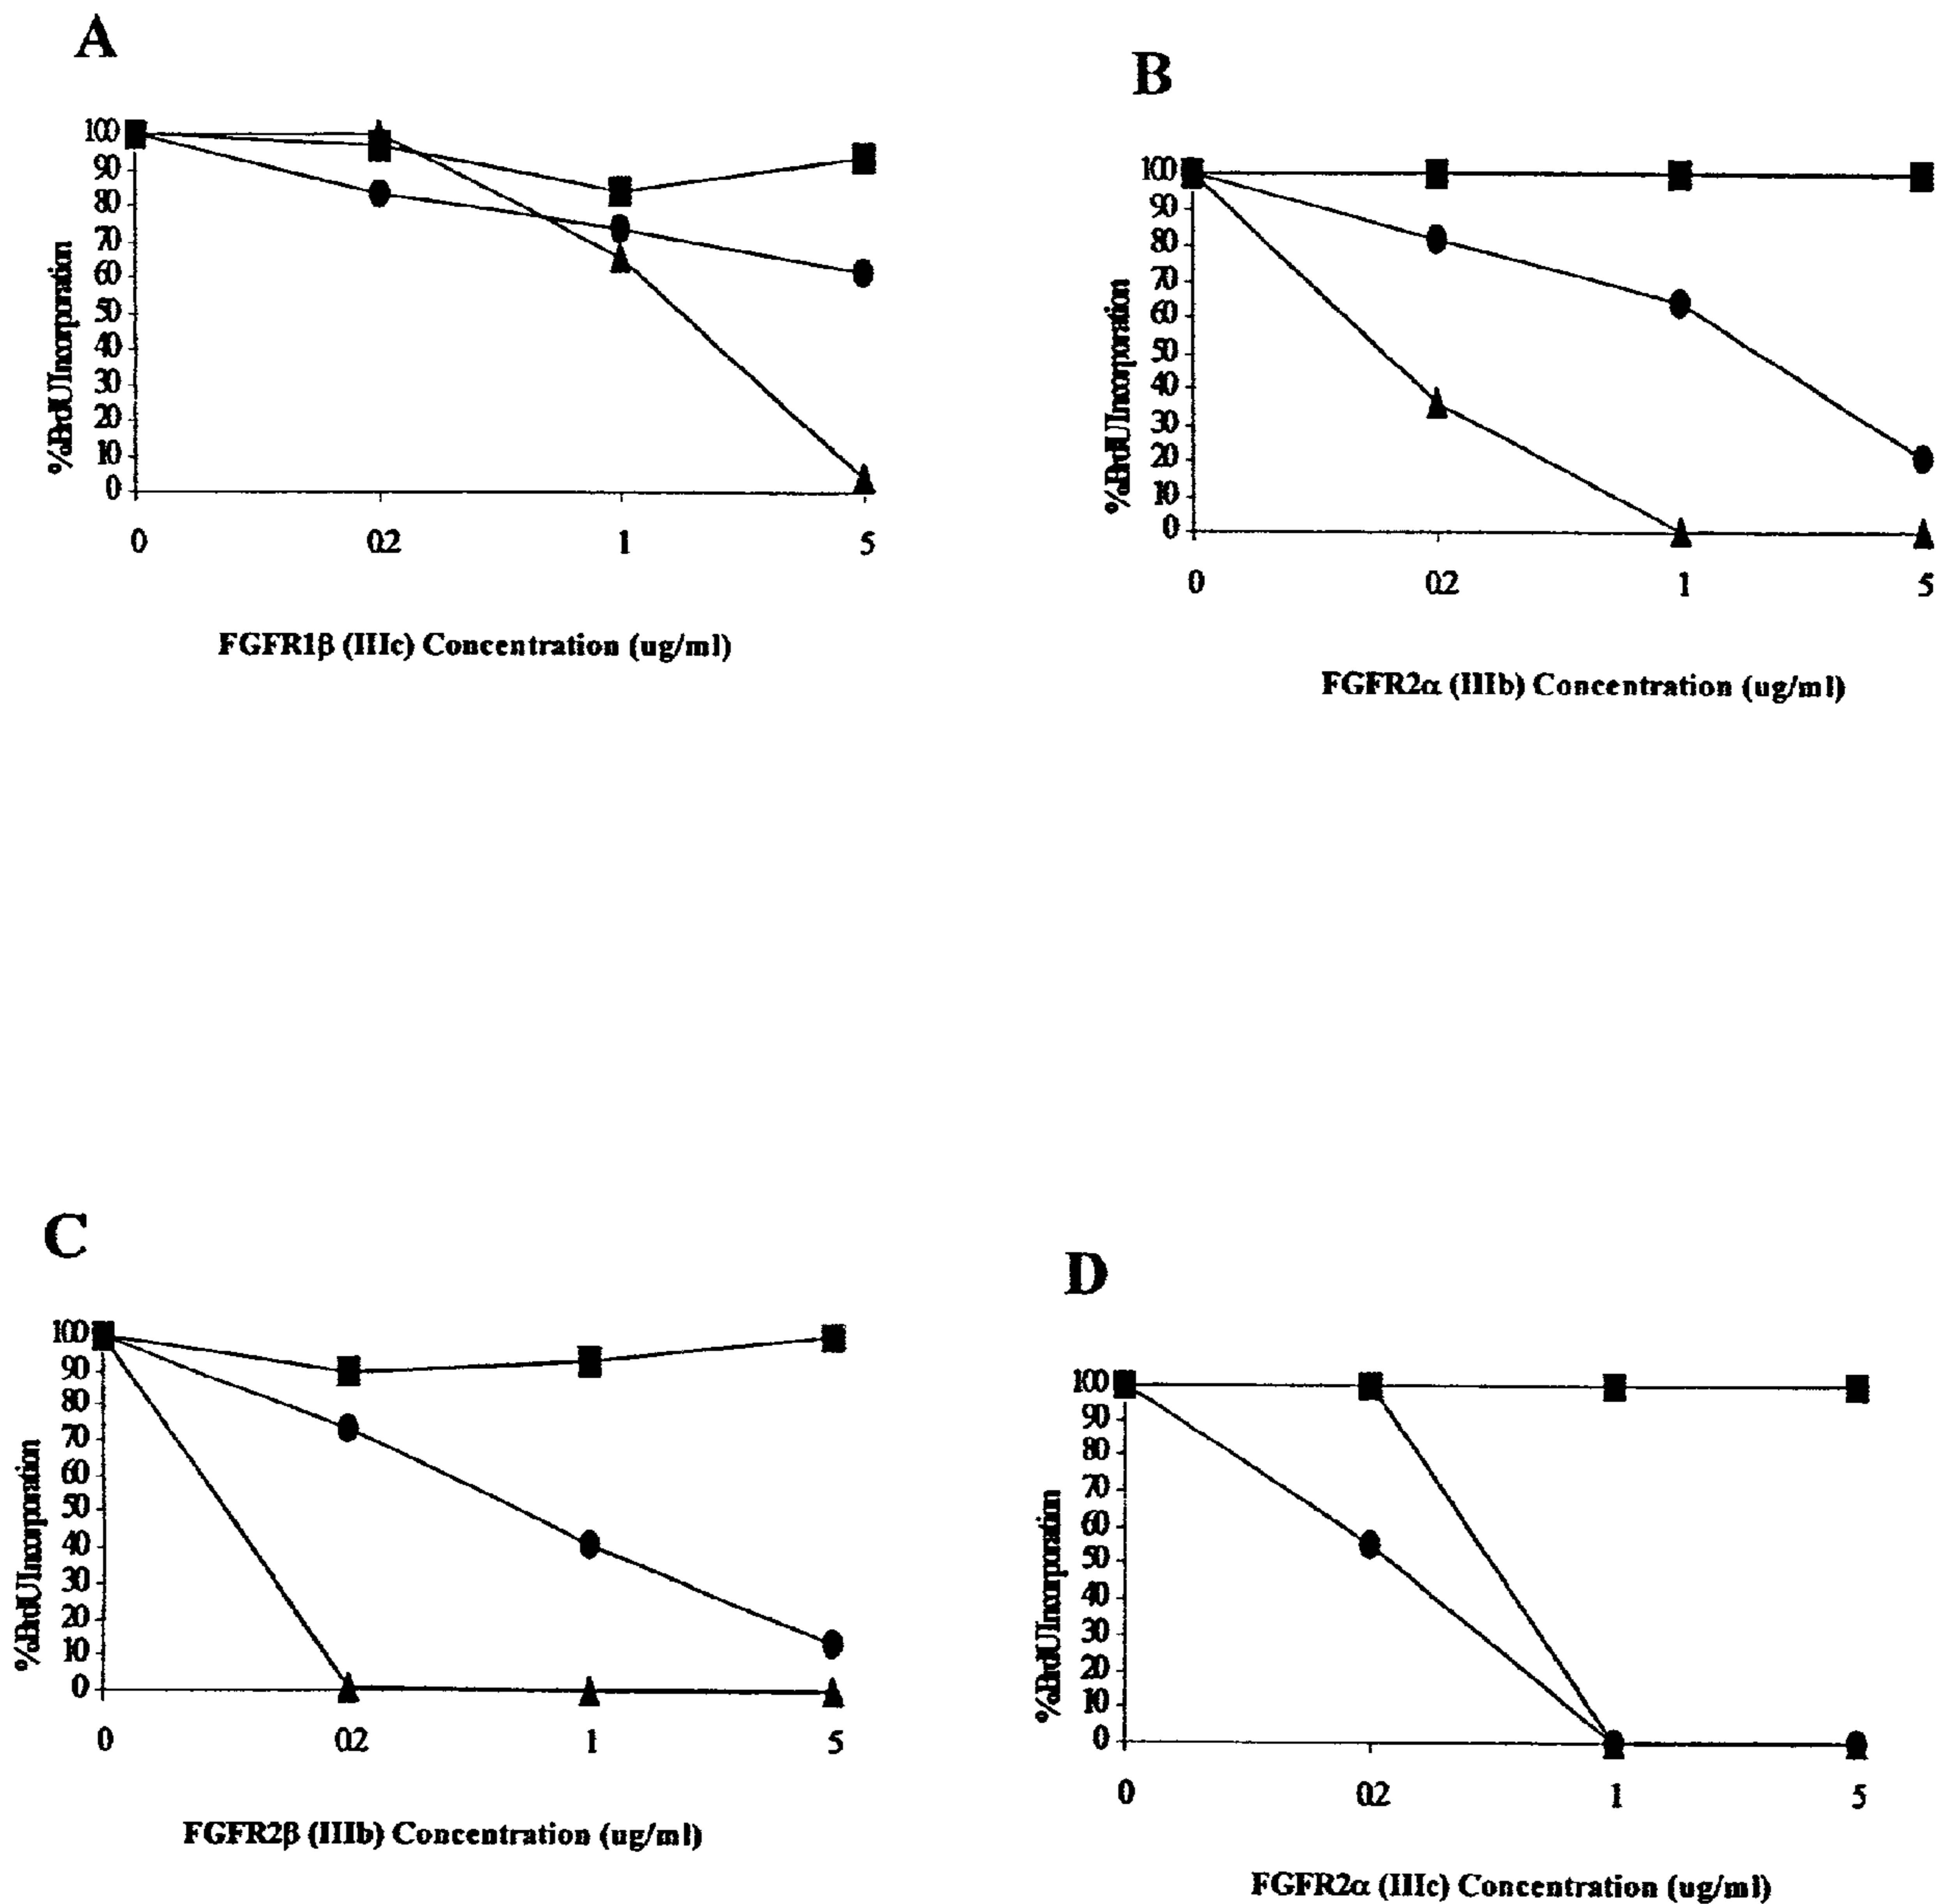 A
100
90
80
70
60
50
40
30
20
10
0
%BrdU Incorporation
0 0.2 1 5
FGFR1β (IIIc) Concentration (ug/ml)
B
100
90
80
70
60
50
40
30
20
10
0
%BrdU Incorporation
0 0.2 1 5
FGFR2α (IIIb) Concentration (ug/ml)
C
100
90
80
70
60
50
40
30
20
10
0
%BrdU Incorporation
0 0.2 1 5
FGFR2β (IIIb) Concentration (ug/ml)
D
100
90
80
70
60
50
40
30
20
10
0
%BrdU Incorporation
0 0.2 1 5
FGFR2α (IIIc) Concentration (ug/ml)